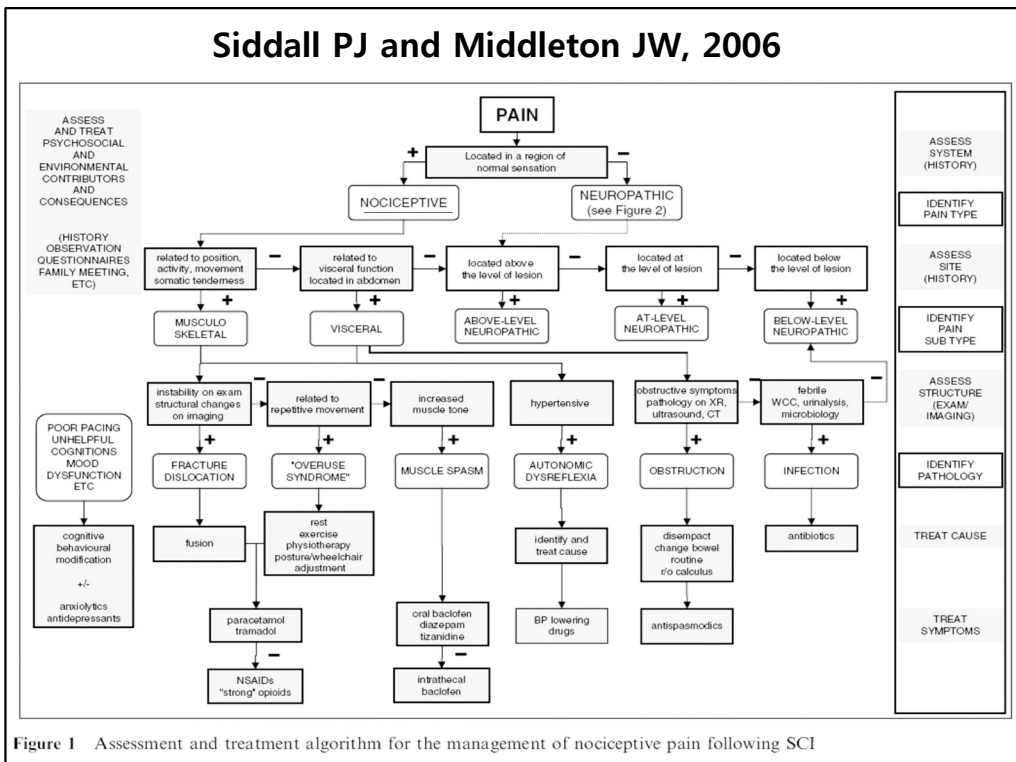 Siddall PJ and Middleton JW, 2006
ASSESS
AND TREAT
PSYCHOSOCIAL
AND
ENVIRONMENTAL
CONTRIBUTORS
AND
CONSEQUENCES
(HISTORY
OBSERVATION
QUESTIONNAIRES
FAMILY MEETING,
ETC)
PAIN
+
Located in a region of
normal sensation
−
NOCICEPTIVE
NEUROPATHIC
(see Figure 2)
related to position,
activity, movement
somatic tenderness
−
related to
visceral function
located in abdomen
−
located above
the level of lesion
−
located at
the level of lesion
−
located below
the level of lesion
+
+
+
+
+
MUSCULO
SKELETAL
VISCERAL
ABOVE-LEVEL
NEUROPATHIC
AT-LEVEL
NEUROPATHIC
BELOW-LEVEL
NEUROPATHIC
instability on exam
structural changes
on imaging
−
related to
repetitive movement
−
increased
muscle tone
hypertensive
obstructive symptoms
pathology on XR,
ultrasound, CT
−
febrile
WCC, urinalysis,
microbiology
−
+
+
+
+
+
+
POOR PACING
UNHELPFUL
COGNITIONS
MOOD
DYSFUNCTION
ETC
FRACTURE
DISLOCATION
"OVERUSE
SYNDROME"
MUSCLE SPASM
AUTONOMIC
DYSREFLEXIA
OBSTRUCTION
INFECTION
cognitive
behavioural
modification
+/-
anxiolytics
antidepressants
fusion
rest
exercise
physiotherapy
posture/wheelchair
adjustment
identify and
treat cause
disempact
change bowel
routine
r/o calculus
antibiotics
paracetamol
tramadol
−
NSAIDs
"strong" opioids
oral baclofen
diazepam
tizanidine
−
intrathecal
baclofen
BP lowering
drugs
antispasmodics
ASSESS
SYSTEM
(HISTORY)
IDENTIFY
PAIN TYPE
ASSESS
SITE
(HISTORY)
IDENTIFY
PAIN
SUB TYPE
ASSESS
STRUCTURE
(EXAM/
IMAGING)
IDENTIFY
PATHOLOGY
TREAT CAUSE
TREAT
SYMPTOMS
Figure 1 Assessment and treatment algorithm for the management of nociceptive pain following SCI